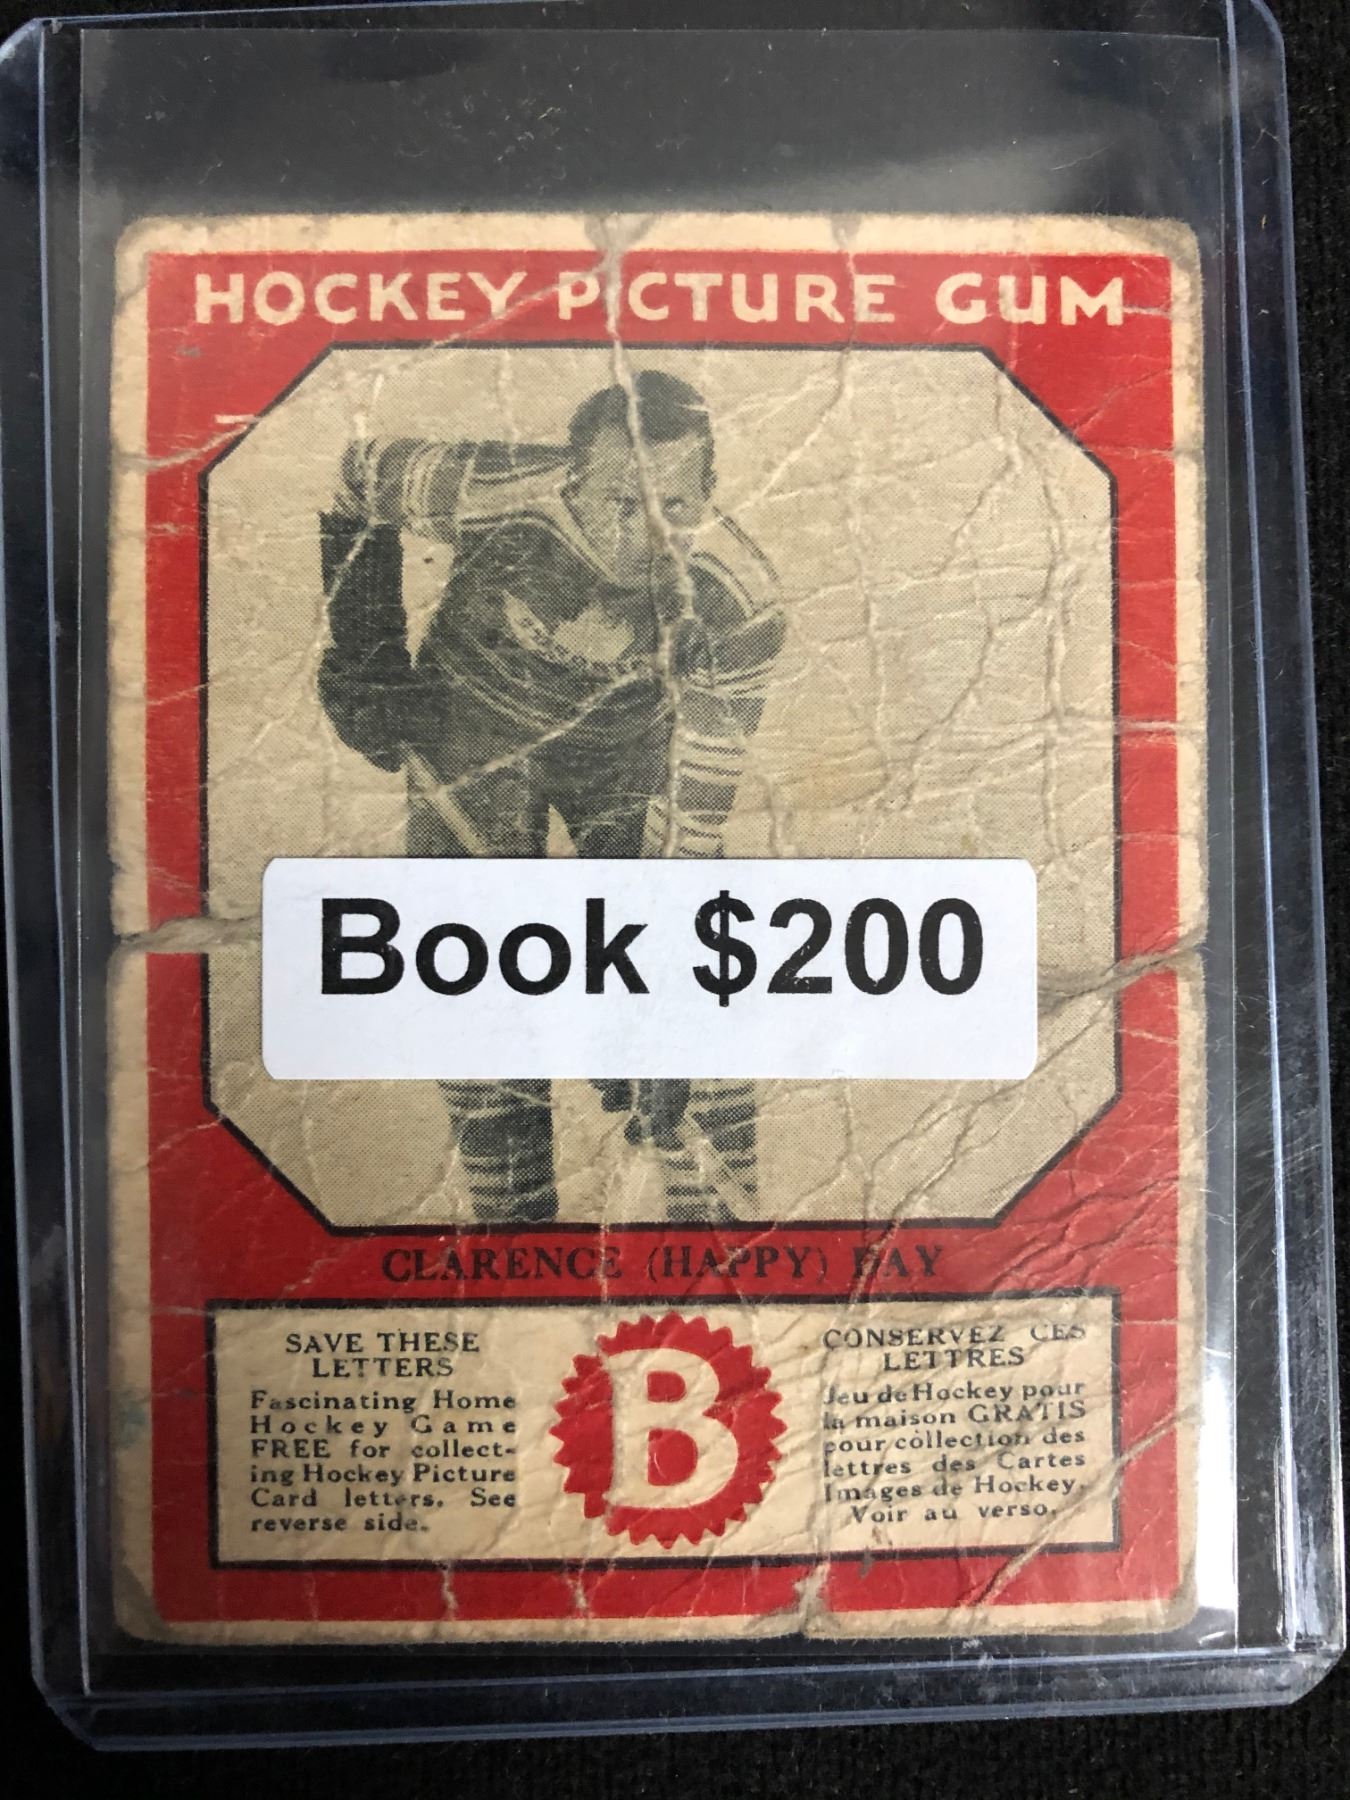 HOCKEY PICTURE GUM
Book $200
CLARENCE (HAPPY) DAY
SAVE THESE
LETTERS
Fascinating Home
Hockey Game
FREE for collect-
ing Hockey Picture
Card letters. See
reverse side.
B
CONSERVEZ CES
LETTRES
Jeu de Hockey pour
la maison GRATIS
pour collection des
lettres des Cartes
Images de Hockey.
Voir au verso.